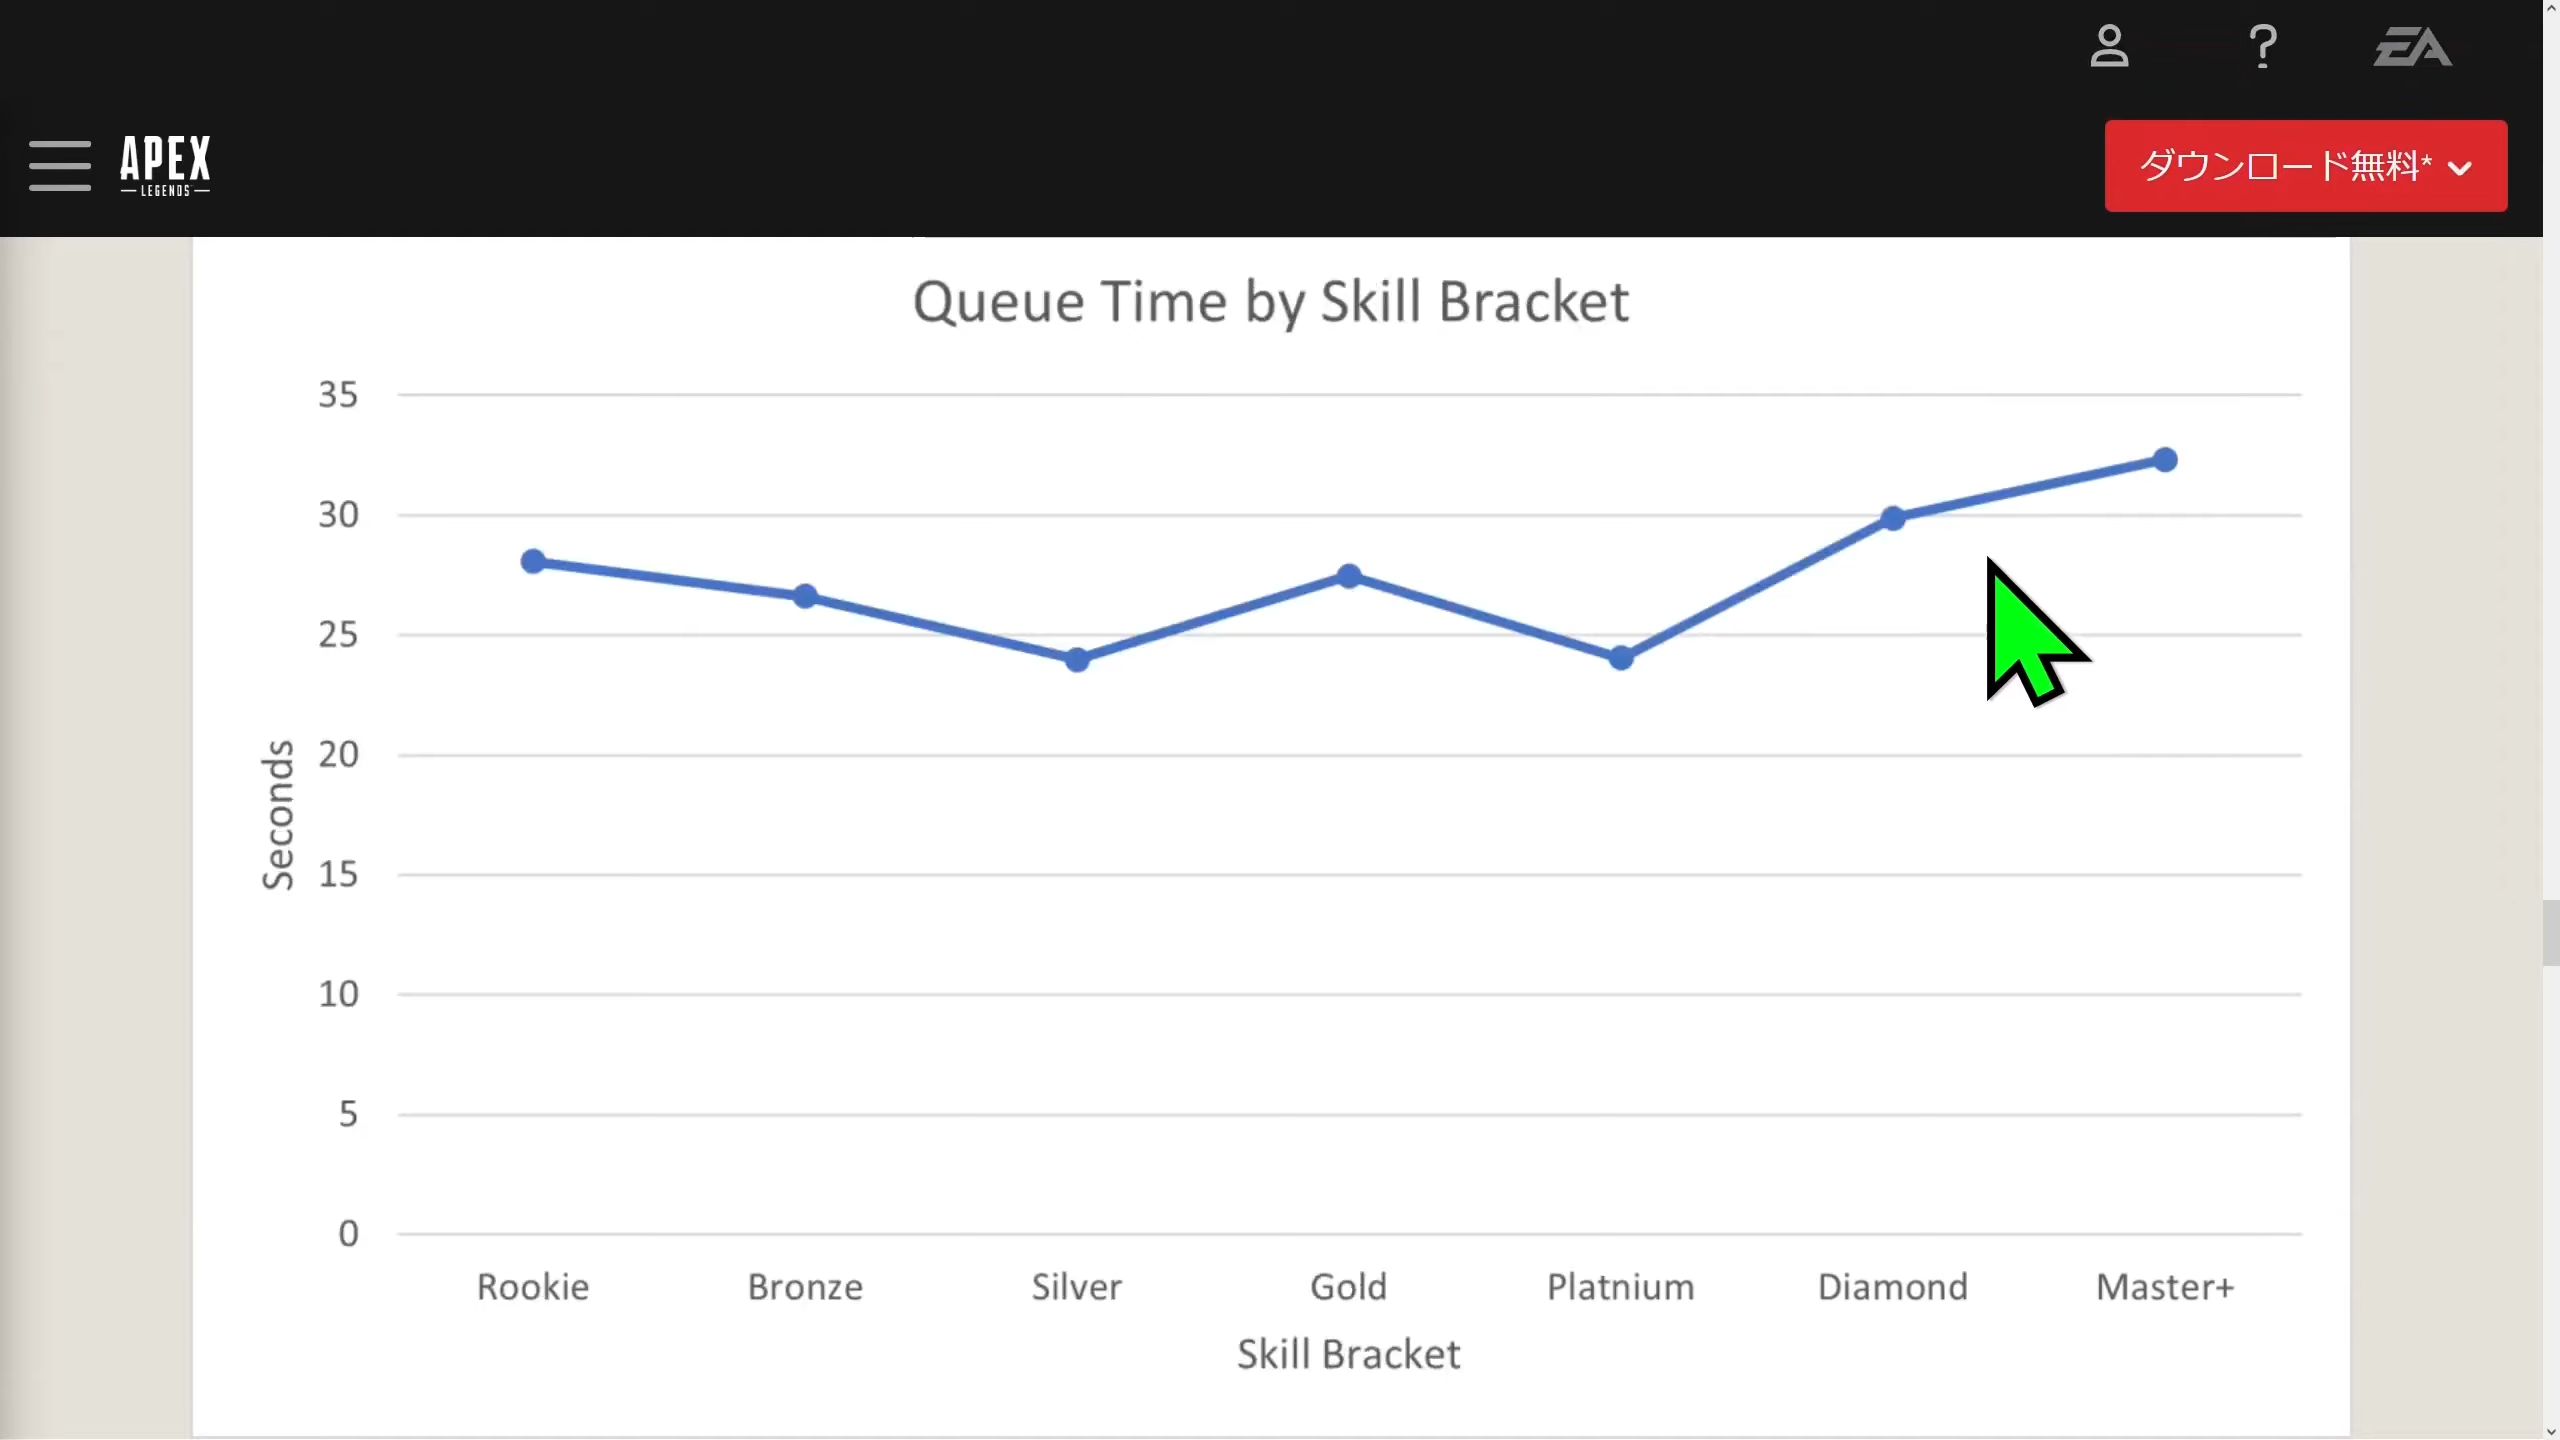 EA
APEX
LEGENDS
ダウンロード無料*
Queue Time by Skill Bracket
35
30
25
20
15
10
5
0
Seconds
Rookie Bronze Silver Gold Platnium Diamond Master+
Skill Bracket